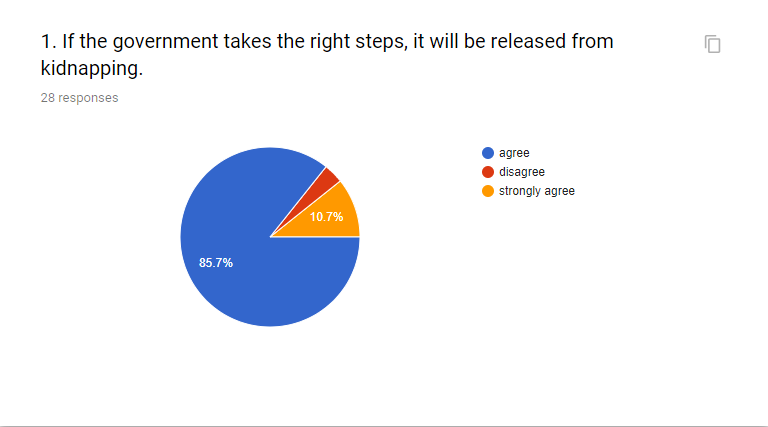 1. If the government takes the right steps, it will be released from
kidnapping.
28 responses
agree
disagree
strongly agree
10.7%
85.7%